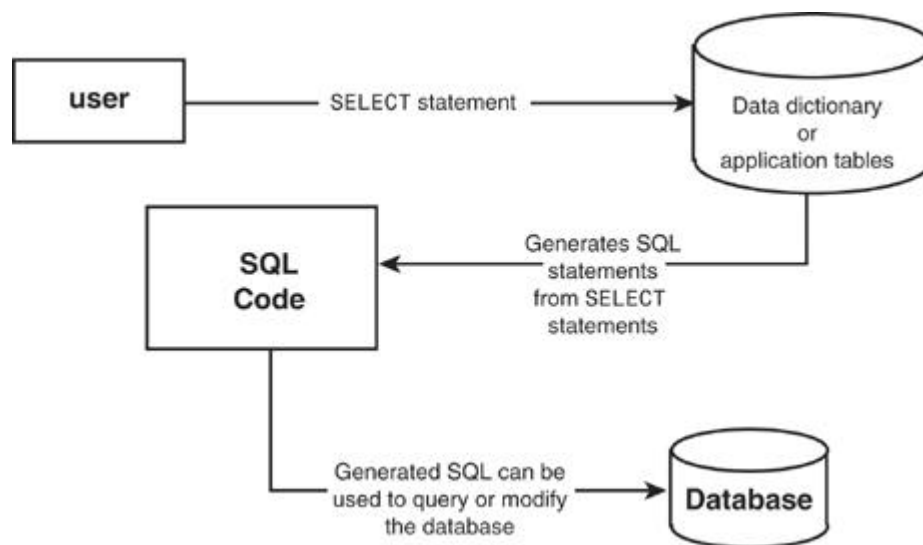 user
SELECT statement
Data dictionary
or
application tables
Generates SQL
statements
from SELECT
statements
SQL
Code
Generated SQL can be
used to query or modify
the database
Database